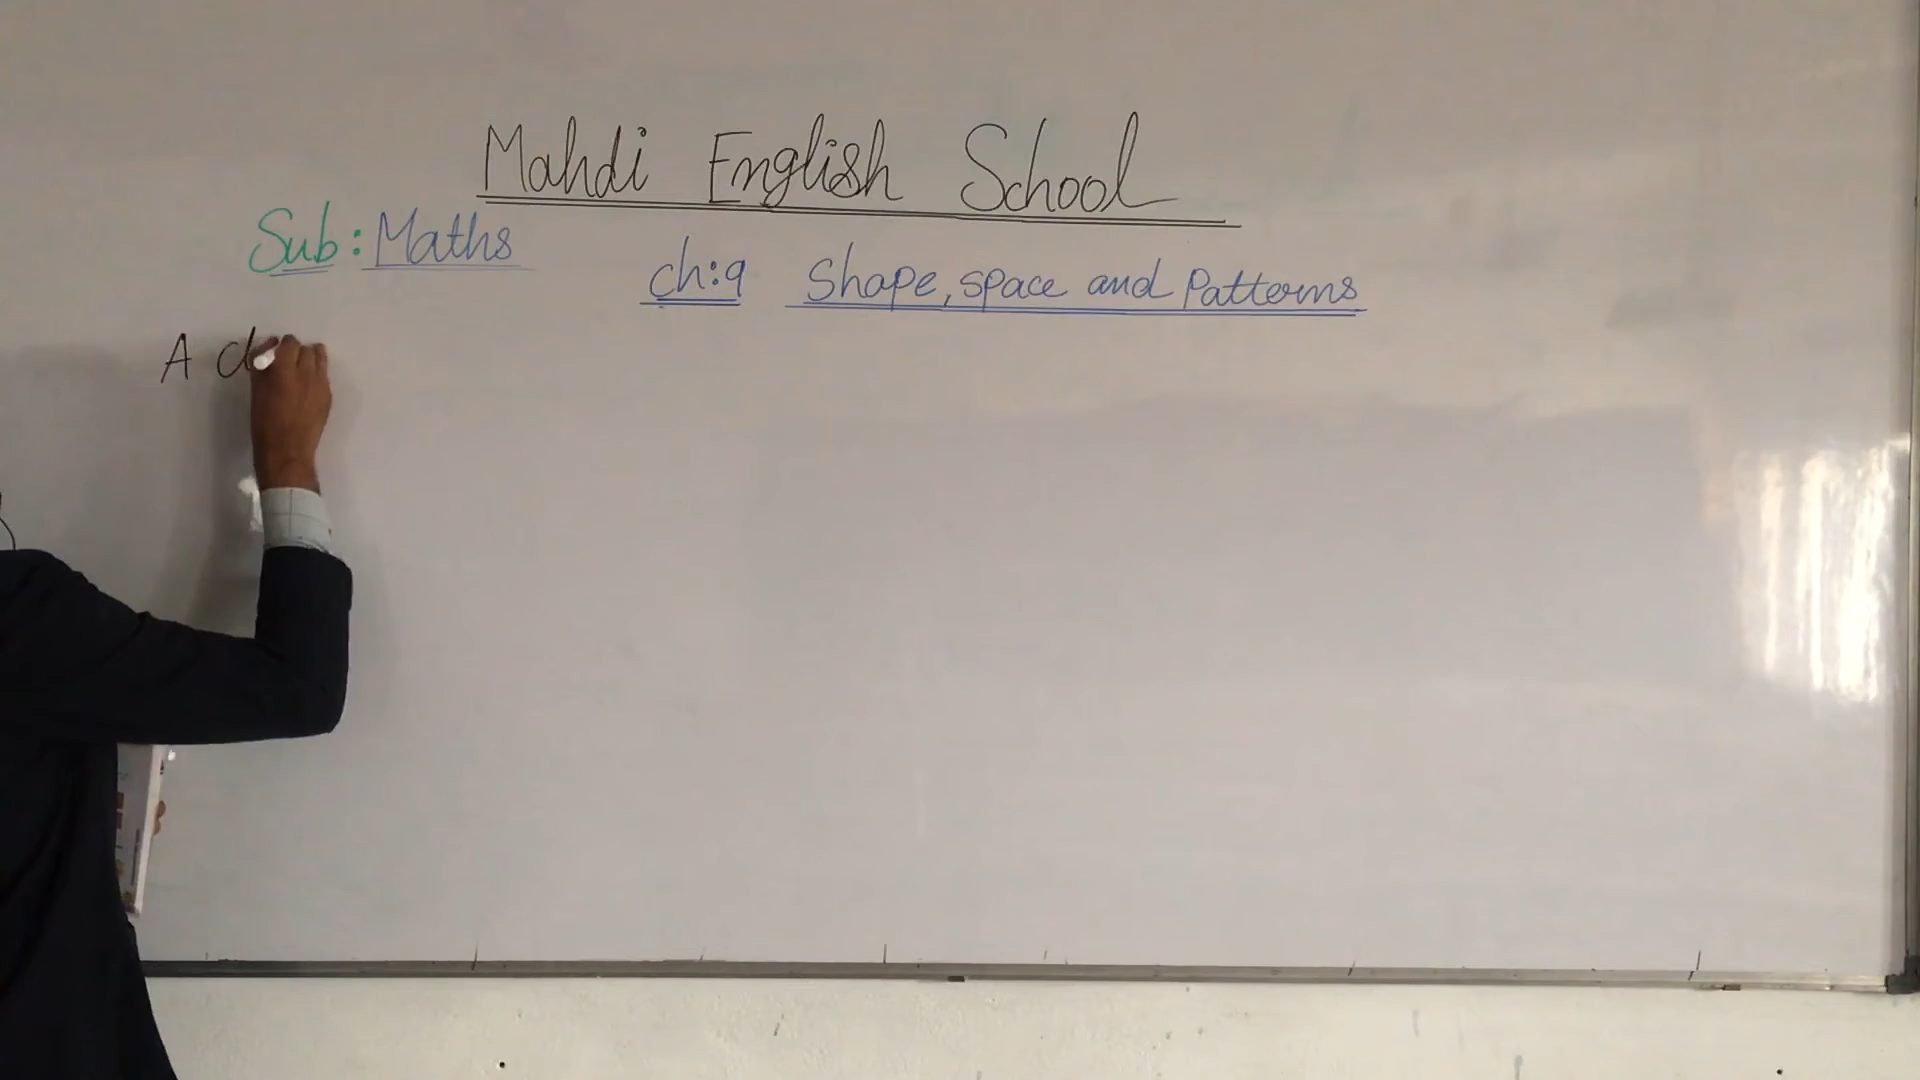 Mahdi English School
Sub: Maths
ch:9 Shape, space and Patterns
A